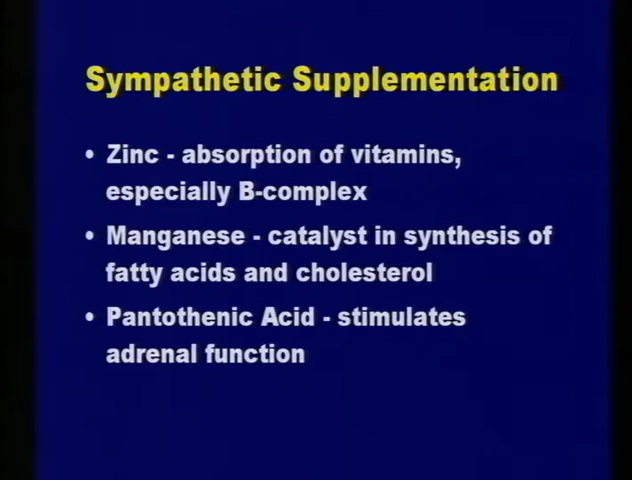 Sympathetic Supplementation
• Zinc - absorption of vitamins,
especially B-complex
• Manganese - catalyst in synthesis of
fatty acids and cholesterol
• Pantothenic Acid - stimulates
adrenal function